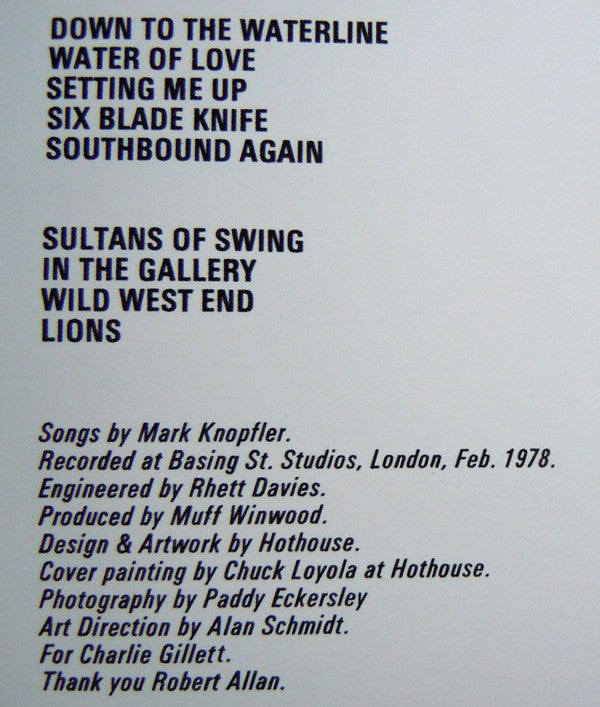 DOWN TO THE WATERLINE
WATER OF LOVE
SETTING ME UP
SIX BLADE KNIFE
SOUTHBOUND AGAIN
SULTANS OF SWING
IN THE GALLERY
WILD WEST END
LIONS
Songs by Mark Knopfler.
Recorded at Basing St. Studios, London, Feb. 1978.
Engineered by Rhett Davies.
Produced by Muff Winwood.
Design & Artwork by Hothouse.
Cover painting by Chuck Loyola at Hothouse.
Photography by Paddy Eckersley
Art Direction by Alan Schmidt.
For Charlie Gillett.
Thank you Robert Allan.